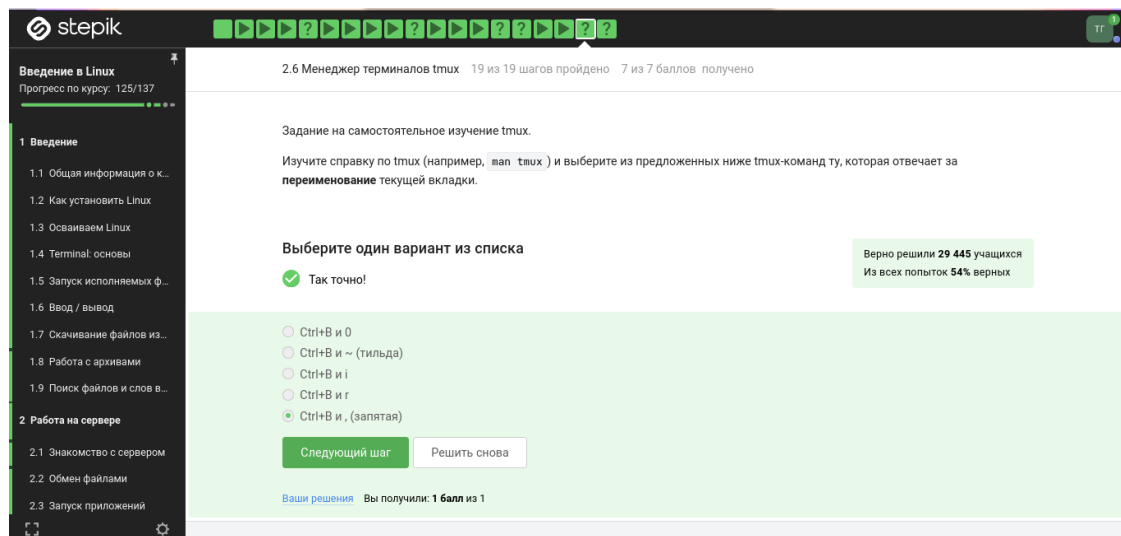 stepik
? ? ? ? ? ?
ТГ
1
Введение в Linux
Прогресс по курсу: 125/137
1 Введение
1.1 Общая информация о к...
1.2 Как установить Linux
1.3 Осваиваем Linux
1.4 Terminal: основы
1.5 Запуск исполняемых ф...
1.6 Ввод / вывод
1.7 Скачивание файлов из...
1.8 Работа с архивами
1.9 Поиск файлов и слов в...
2 Работа на сервере
2.1 Знакомство с сервером
2.2 Обмен файлами
2.3 Запуск приложений
2.6 Менеджер терминалов tmux 19 из 19 шагов пройдено 7 из 7 баллов получено
Задание на самостоятельное изучение tmux.
Изучите справку по tmux (например, man tmux ) и выберите из предложенных ниже tmux-команд ту, которая отвечает за
переименование текущей вкладки.
Выберите один вариант из списка
Так точно!
Верно решили 29 445 учащихся
Из всех попыток 54% верных
Ctrl+B и 0
Ctrl+B и ~ (тильда)
Ctrl+B и i
Ctrl+B и r
Ctrl+B и , (запятая)
Следующий шаг Решить снова
Ваши решения Вы получили: 1 балл из 1